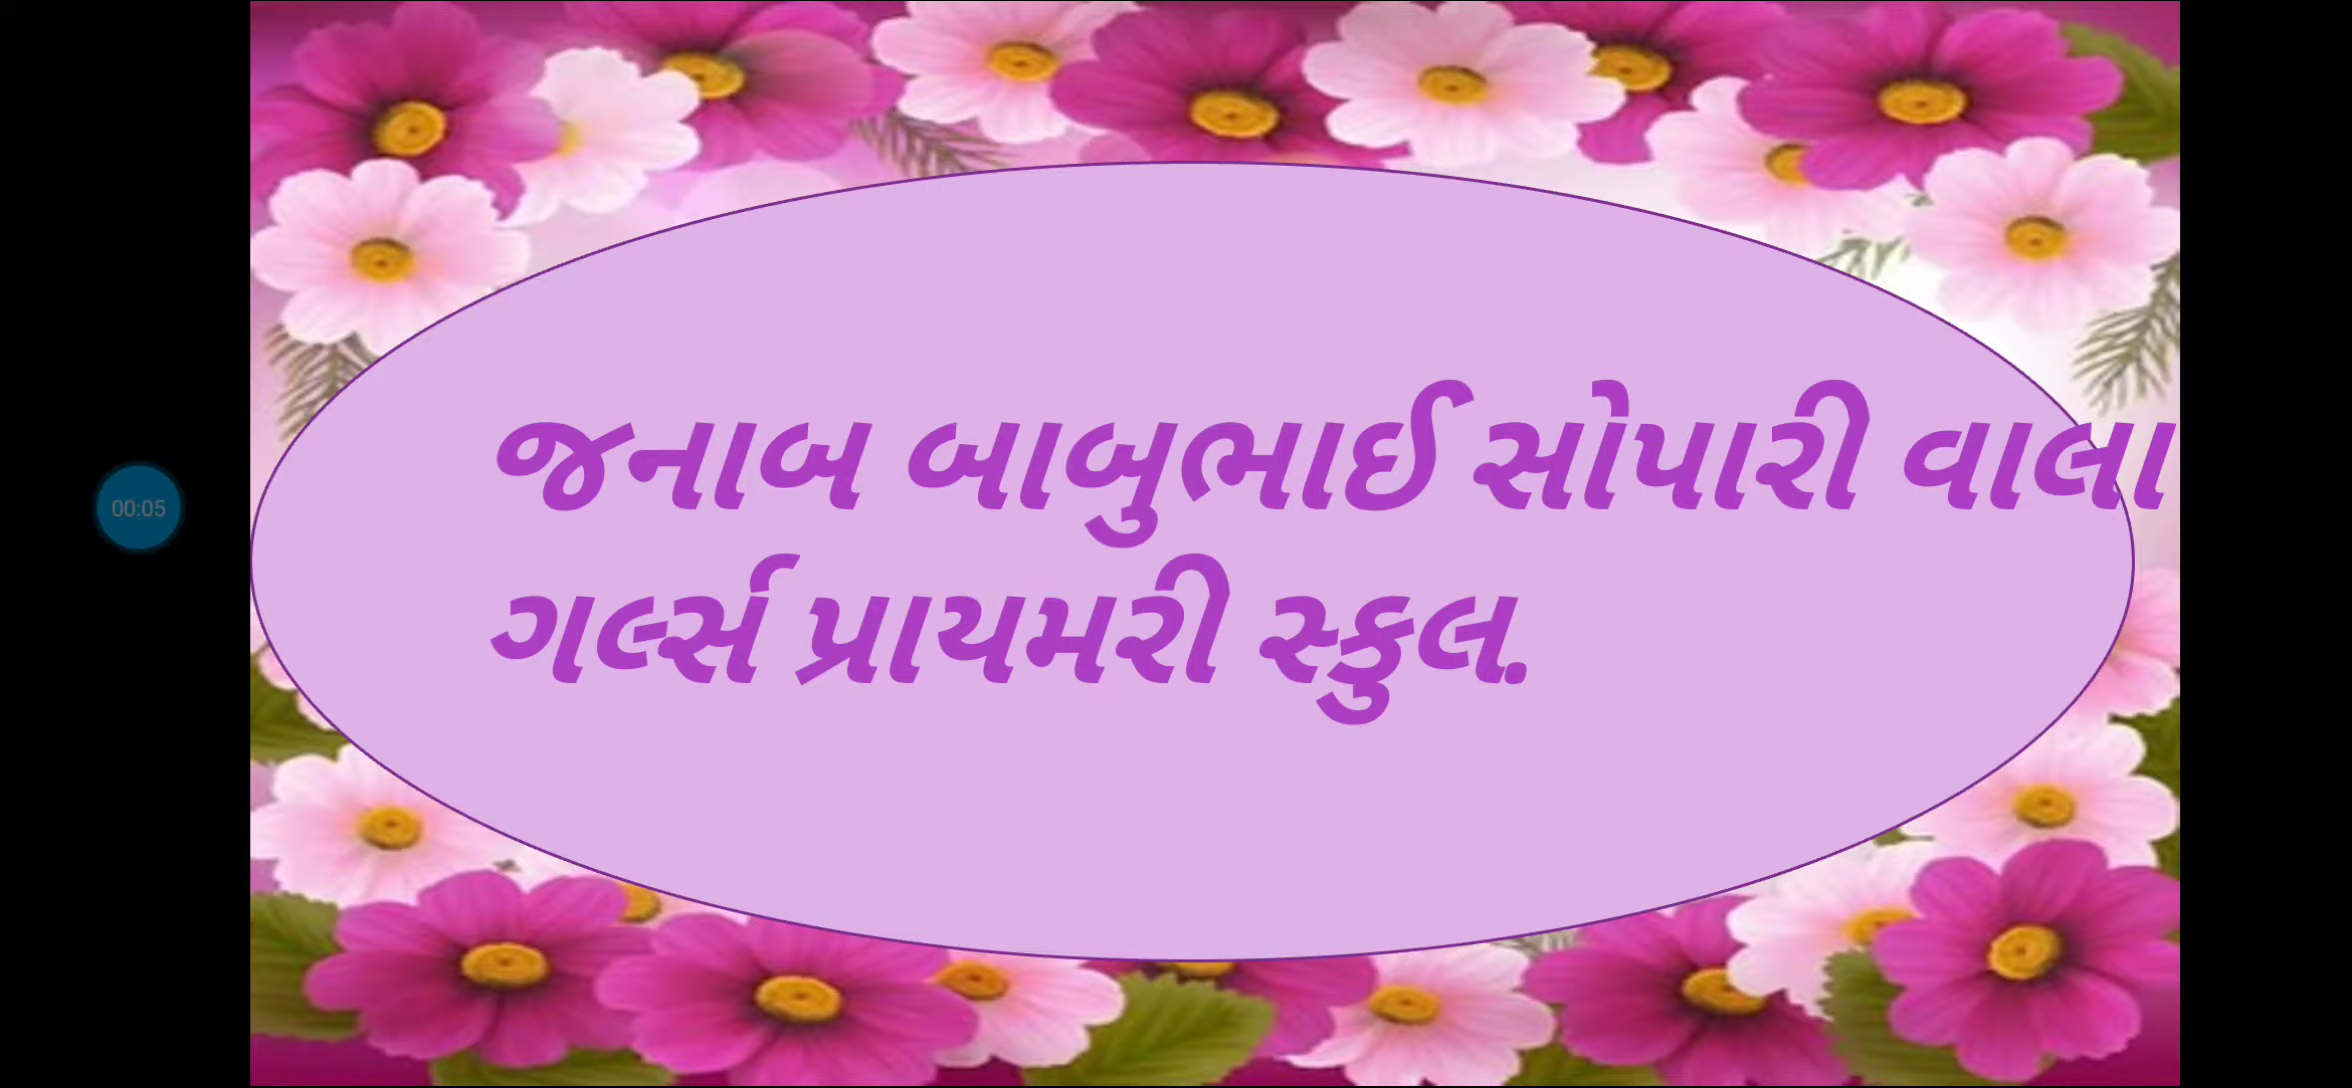 00:05
જનાબ બાબુભાઈ સોપારી વાલા
ગર્લ્સ પ્રાયમરી સ્કુલ.